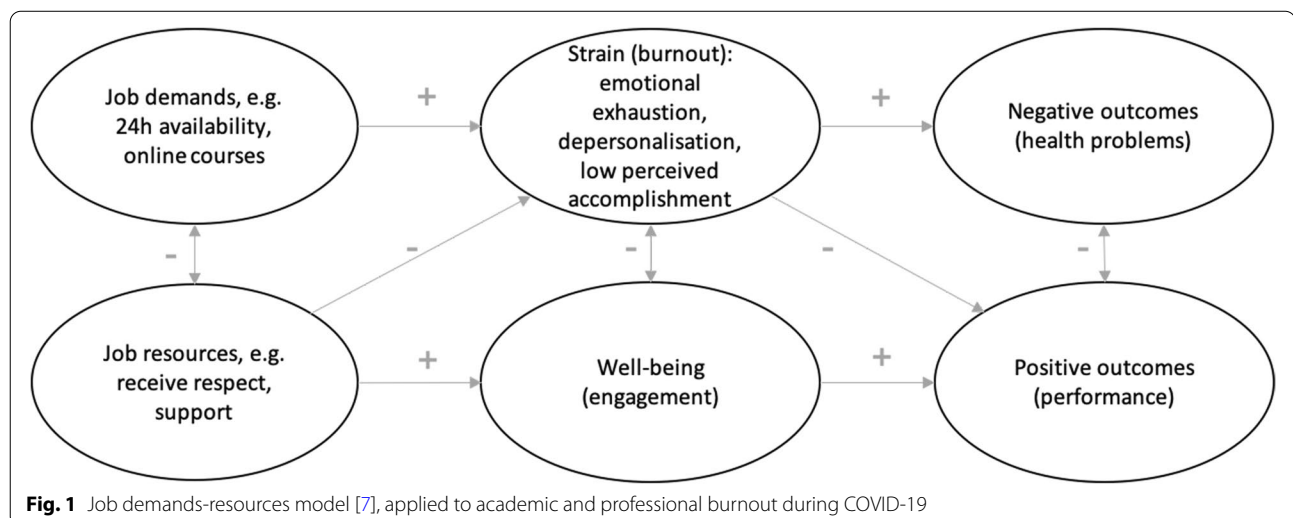 Job demands, e.g.
24h availability,
online courses
+
Strain (burnout):
emotional
exhaustion,
depersonalisation,
low perceived
accomplishment
+
Negative outcomes
(health problems)
-
-
-
-
-
Job resources, e.g.
receive respect,
support
+
Well-being
(engagement)
+
Positive outcomes
(performance)
Fig. 1 Job demands-resources model [7], applied to academic and professional burnout during COVID-19